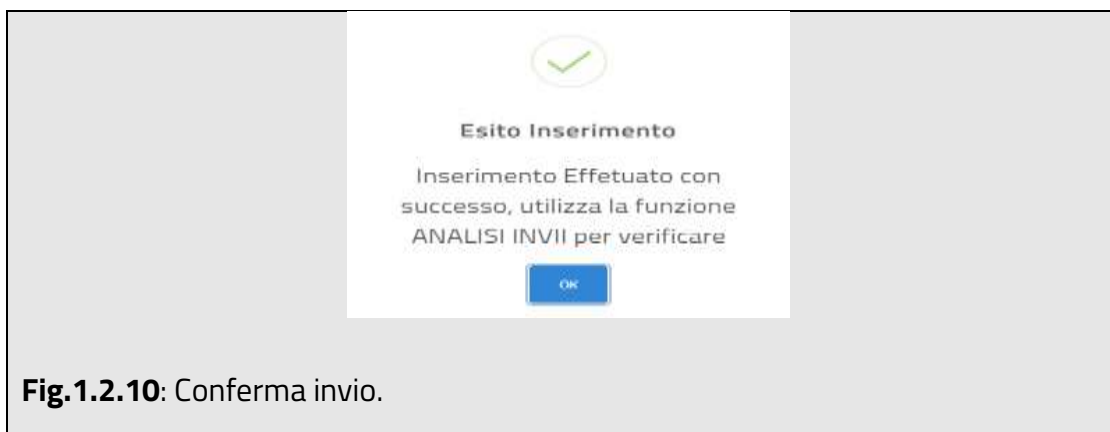 Esito Inserimento
Inserimento Effetuato con
successo, utilizza la funzione
ANALISI INVII per verificare
OK
Fig.1.2.10: Conferma invio.